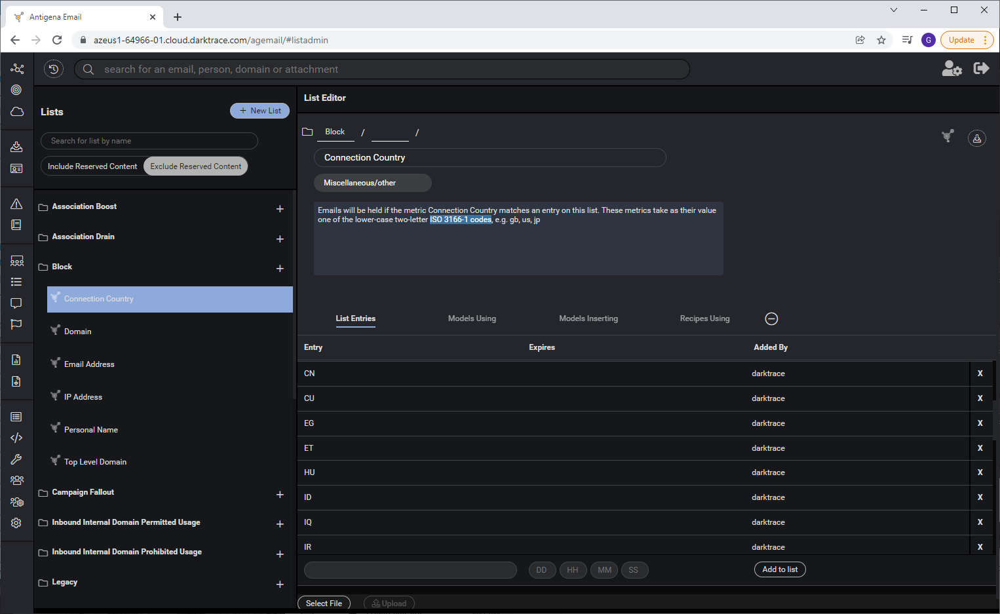 Antigena Email
azeus1-64966-01.cloud.darktrace.com/agemail/#listadmin
G
Update
search for an email, person, domain or attachment
Lists
+ New List
Search for list by name
Include Reserved Content
Exclude Reserved Content
Association Boost
Association Drain
Block
Connection Country
Domain
Email Address
IP Address
Personal Name
Top Level Domain
Campaign Fallout
Inbound Internal Domain Permitted Usage
Inbound Internal Domain Prohibited Usage
Legacy
List Editor
Block / /
Connection Country
Miscellaneous/other
Emails will be held if the metric Connection Country matches an entry on this list. These metrics take as their value
one of the lower-case two-letter ISO 3166-1 codes, e.g. gb, us, jp
List Entries Models Using Models Inserting Recipes Using
Entry Expires Added By
CN darktrace X
CU darktrace X
EG darktrace X
ET darktrace X
HU darktrace X
ID darktrace X
IQ darktrace X
IR darktrace X
DD HH MM SS Add to list
Select File Upload